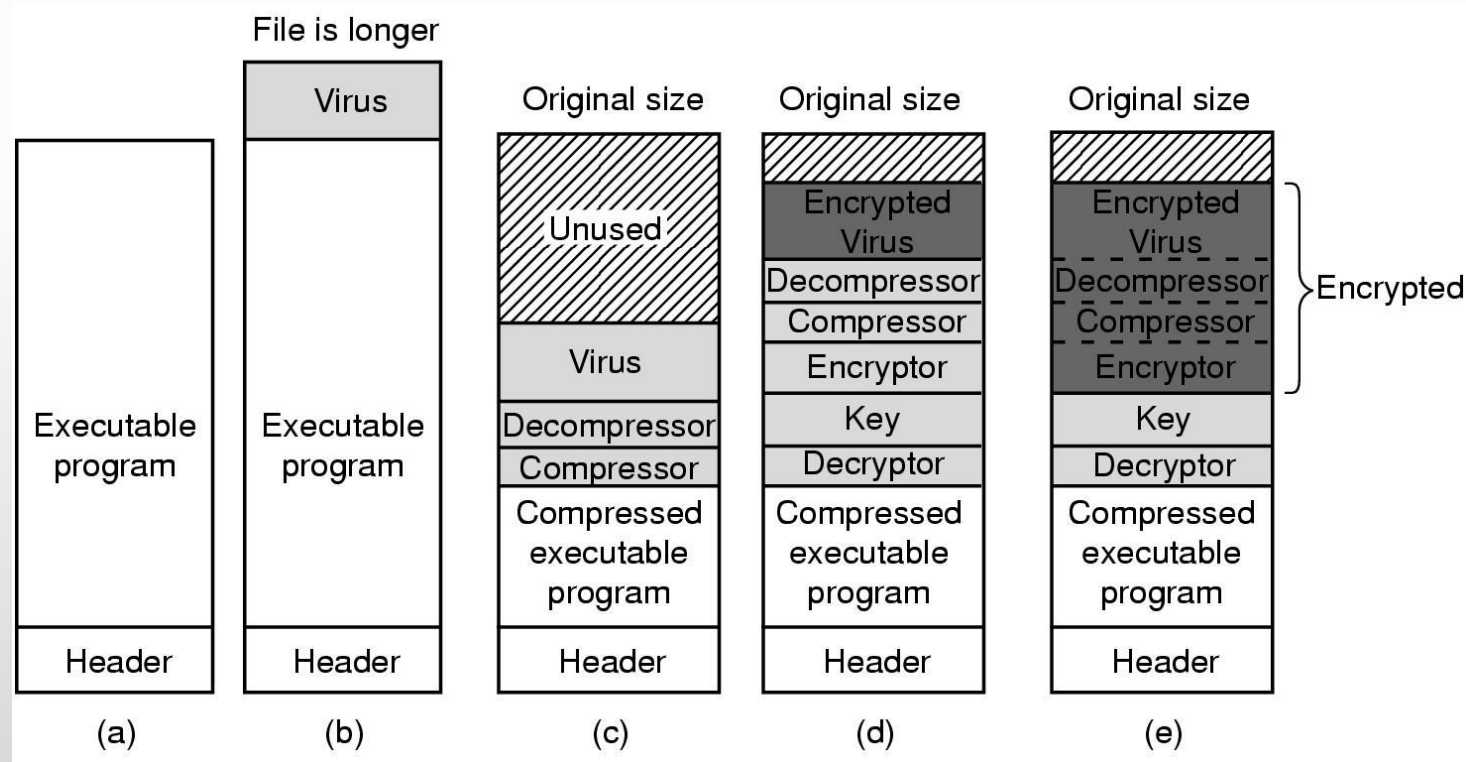 File is longer
Virus
Executable
program
Header
(a)
Executable
program
Header
(b)
Original size
Unused
Virus
Decompressor
Compressor
Compressed
executable
program
Header
(c)
Original size
Encrypted
Virus
Decompressor
Compressor
Encryptor
Key
Decryptor
Compressed
executable
program
Header
(d)
Original size
Encrypted
Virus
Decompressor
Compressor
Encryptor
Key
Decryptor
Compressed
executable
program
Header
(e)
Encrypted